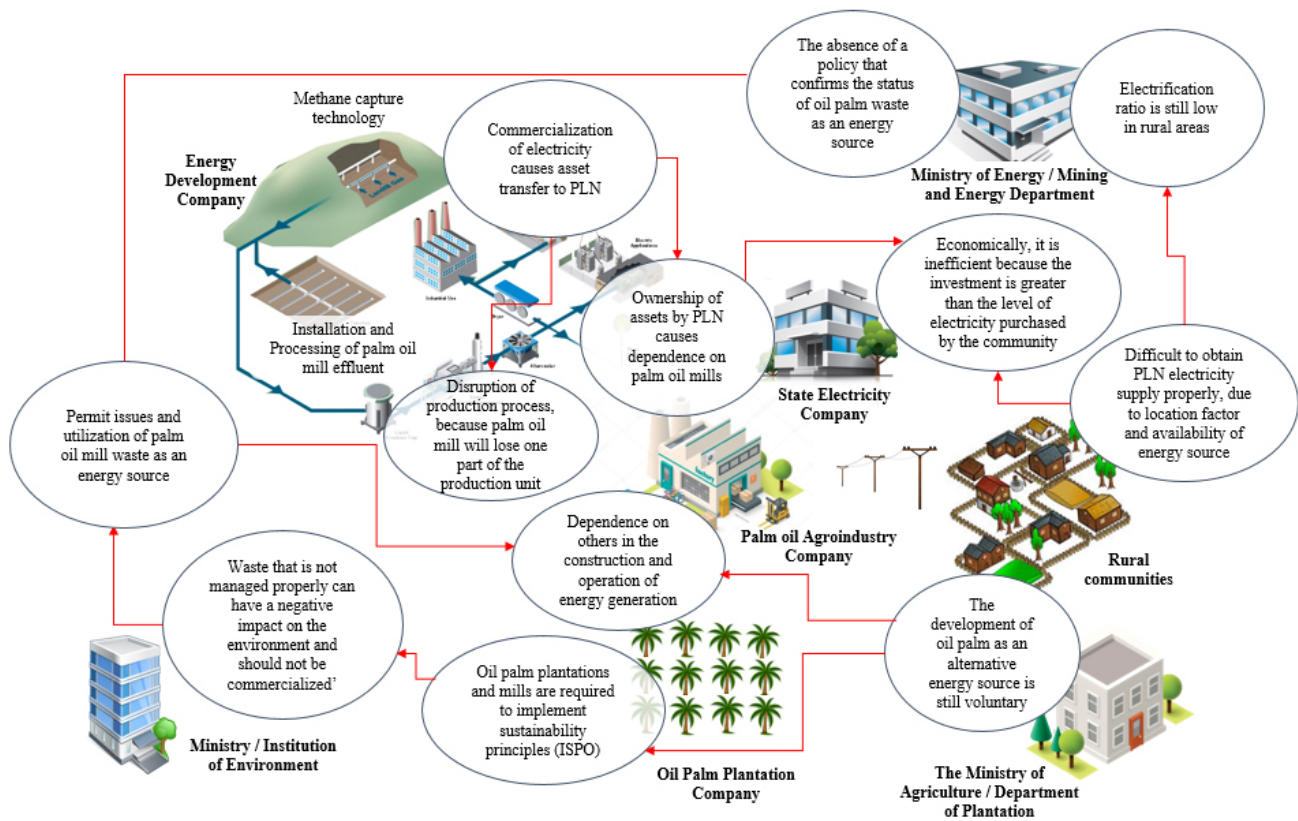 The absence of a
policy that
confirms the status
of oil palm waste
as an energy
source
Electrification
ratio is still low
in rural areas
Ministry of Energy / Mining
and Energy Department
Methane capture
technology
Energy
Development
Company
Commercialization
of electricity
causes asset
transfer to PLN
Industrial Use
Installation and
Processing of palm oil
mill effluent
Ownership of
assets by PLN
causes
dependence on
palm oil mills
State Electricity
Company
Economically, it is
inefficient because the
investment is greater
than the level of
electricity purchased
by the community
Difficult to obtain
PLN electricity
supply properly, due
to location factor
and availability of
energy source
Permit issues and
utilization of palm
oil mill waste as an
energy source
Disruption of
production process,
because palm oil
mill will lose one
part of the
production unit
Palm oil Agroindustry
Company
Rural
communities
Dependence on
others in the
construction and
operation of
energy generation
Waste that is not
managed properly can
have a negative
impact on the
environment and
should not be
commercialized’
Ministry / Institution
of Environment
Oil palm plantations
and mills are required
to implement
sustainability
principles (ISPO)
Oil Palm Plantation
Company
The
development of
oil palm as an
alternative
energy source is
still voluntary
The Ministry of
Agriculture / Department
of Plantation